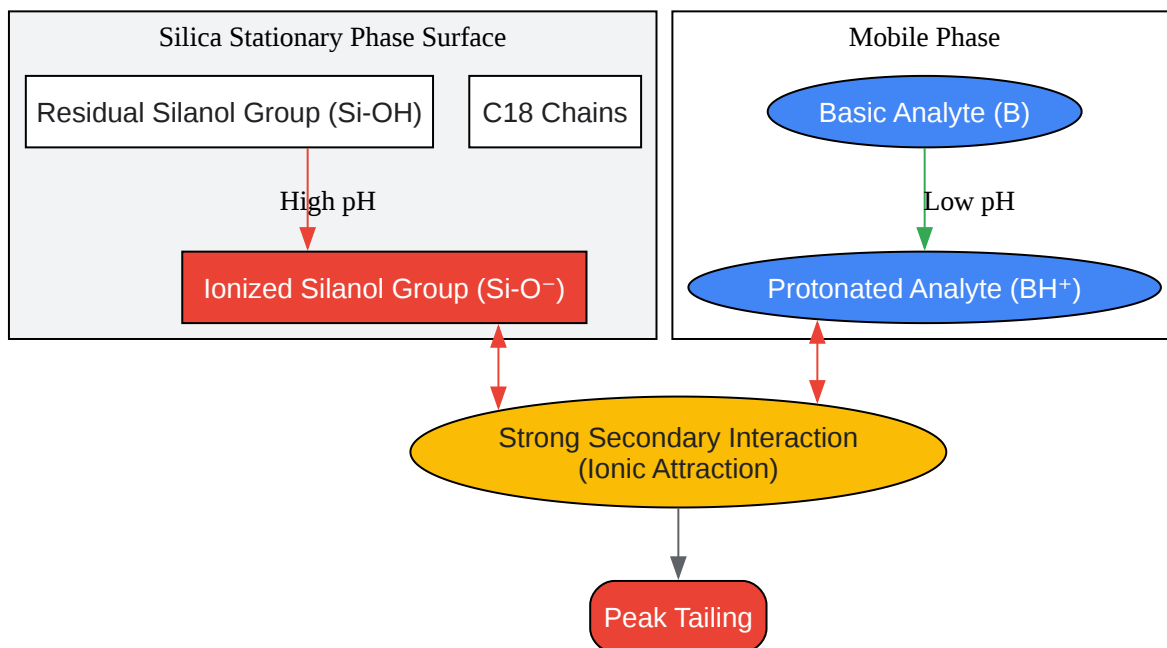 Silica Stationary Phase Surface
Residual Silanol Group (Si-OH)
C18 Chains
High pH
Ionized Silanol Group (Si-O⁻)
Mobile Phase
Basic Analyte (B)
Low pH
Protonated Analyte (BH⁺)
Strong Secondary Interaction
(Ionic Attraction)
Peak Tailing